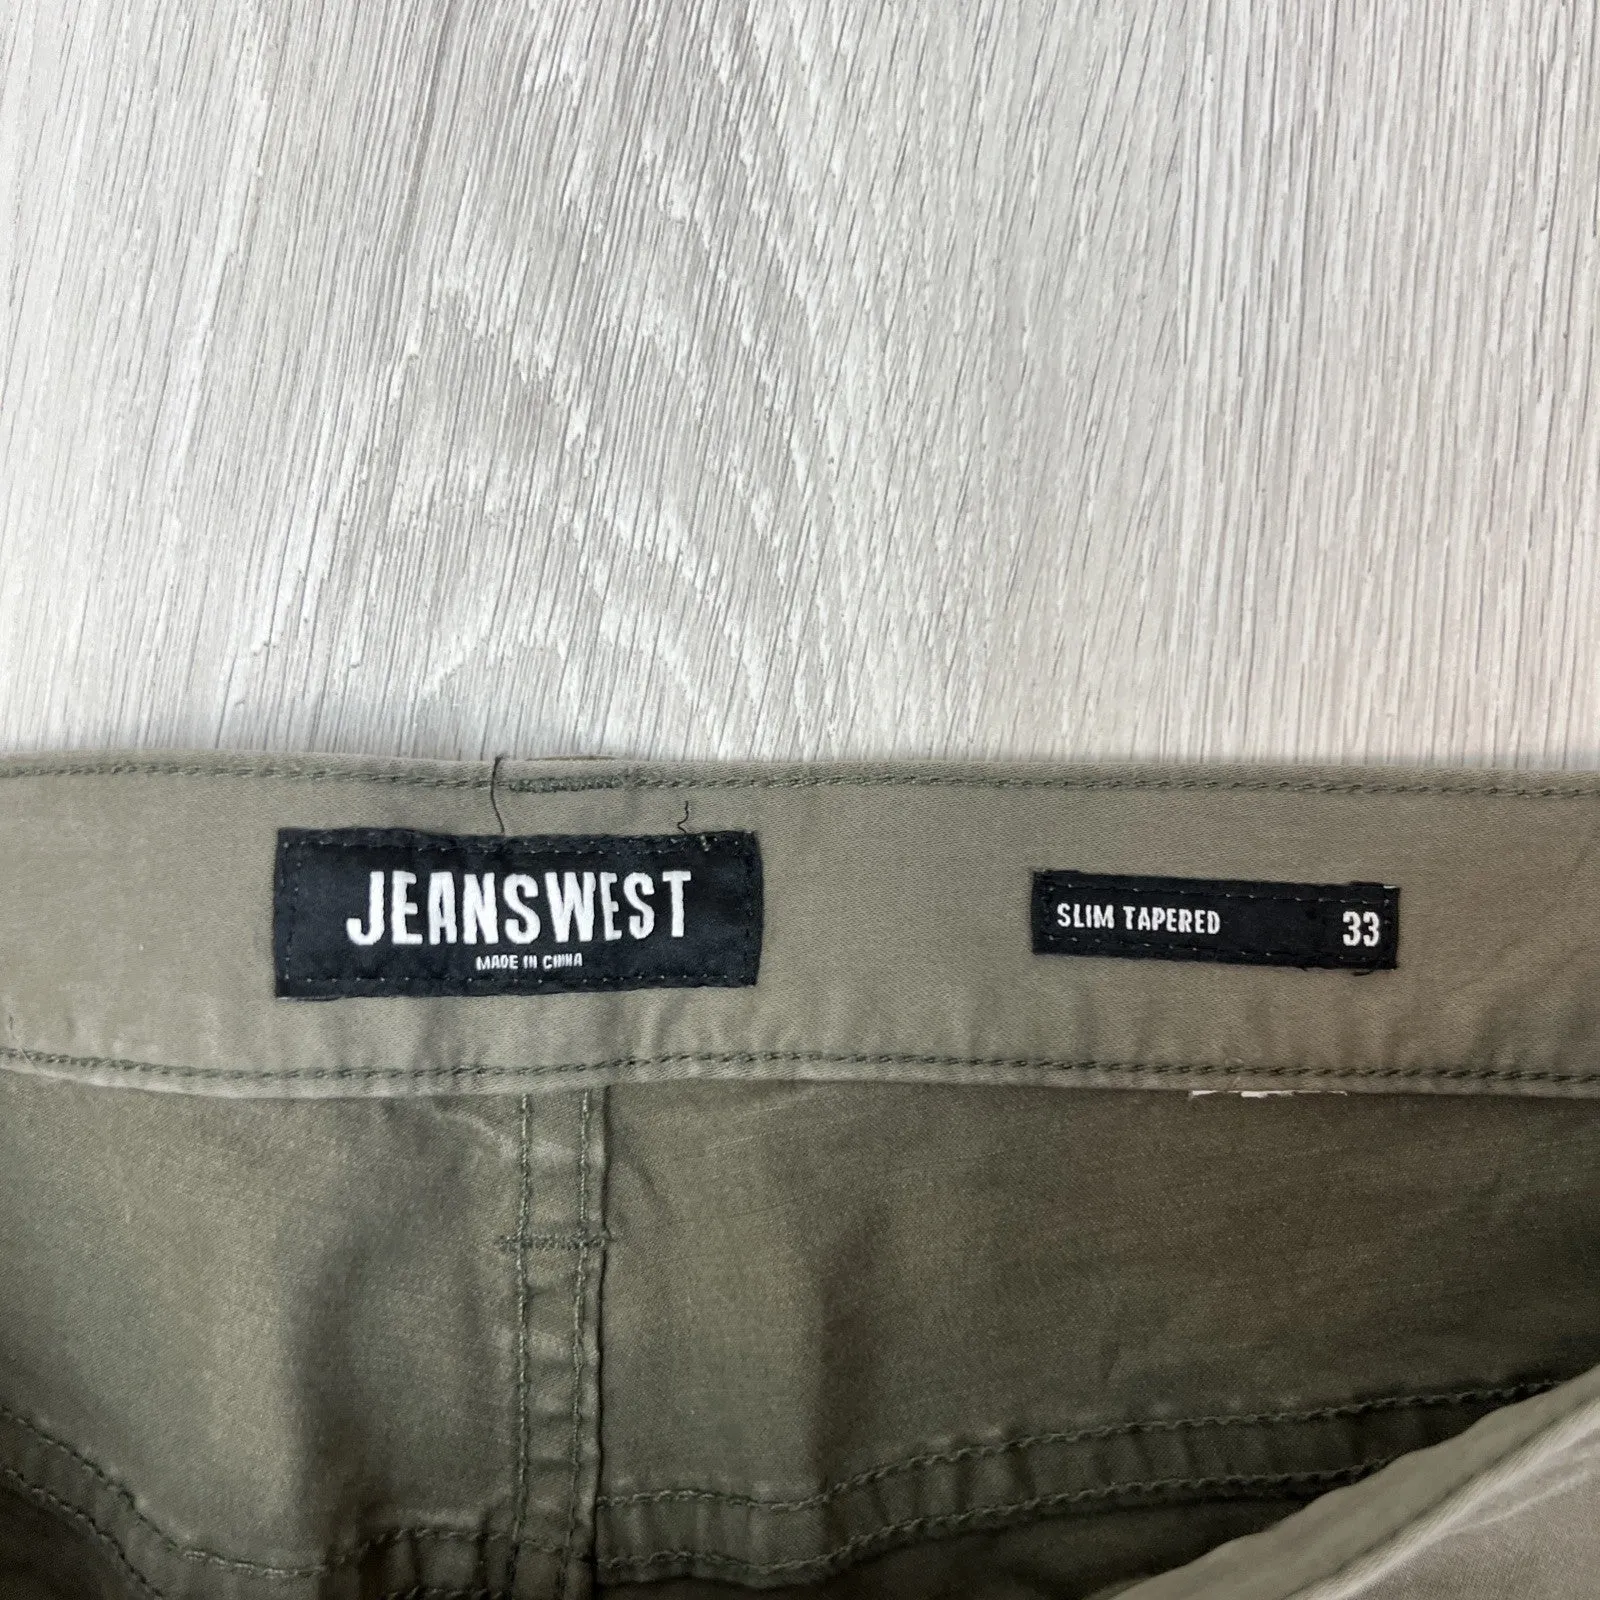 JEANSWEST
MADE IN CHINA
SLIM TAPERED 33